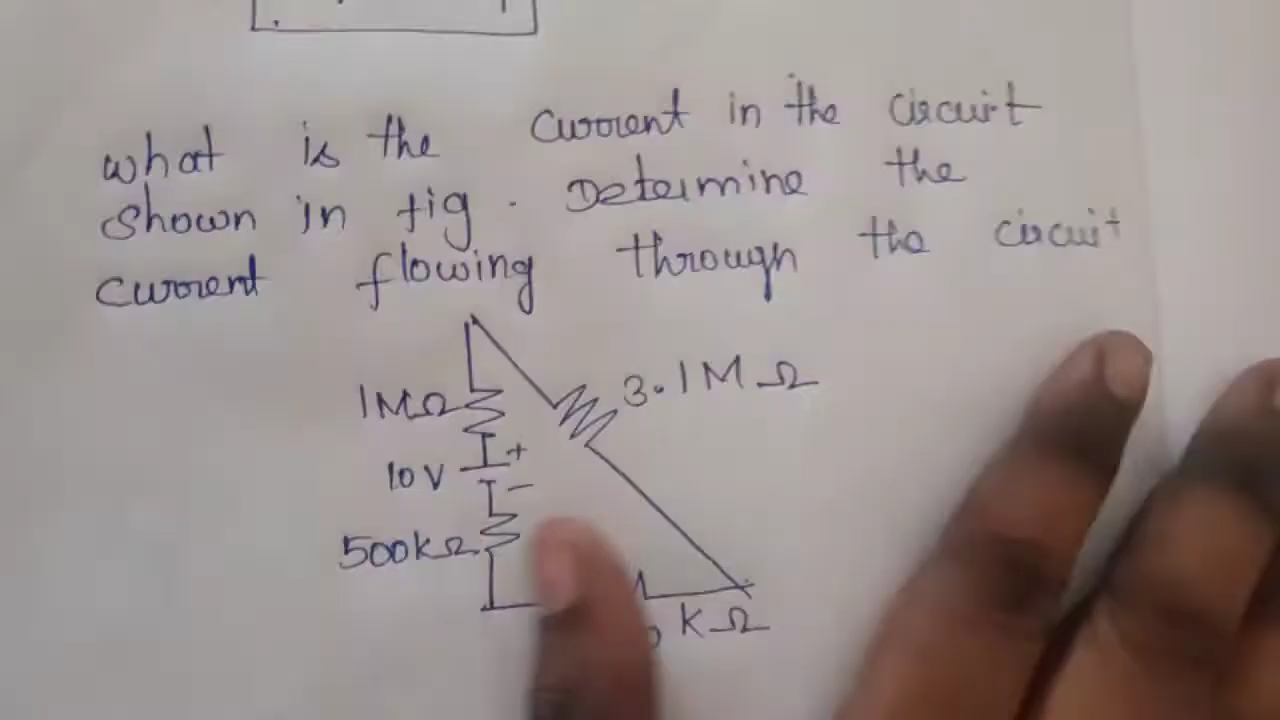 what is the current in the circuit
shown in fig. Determine the
current flowing through the circuit
1MΩ
3.1MΩ
10V
+
-
500kΩ
kΩ